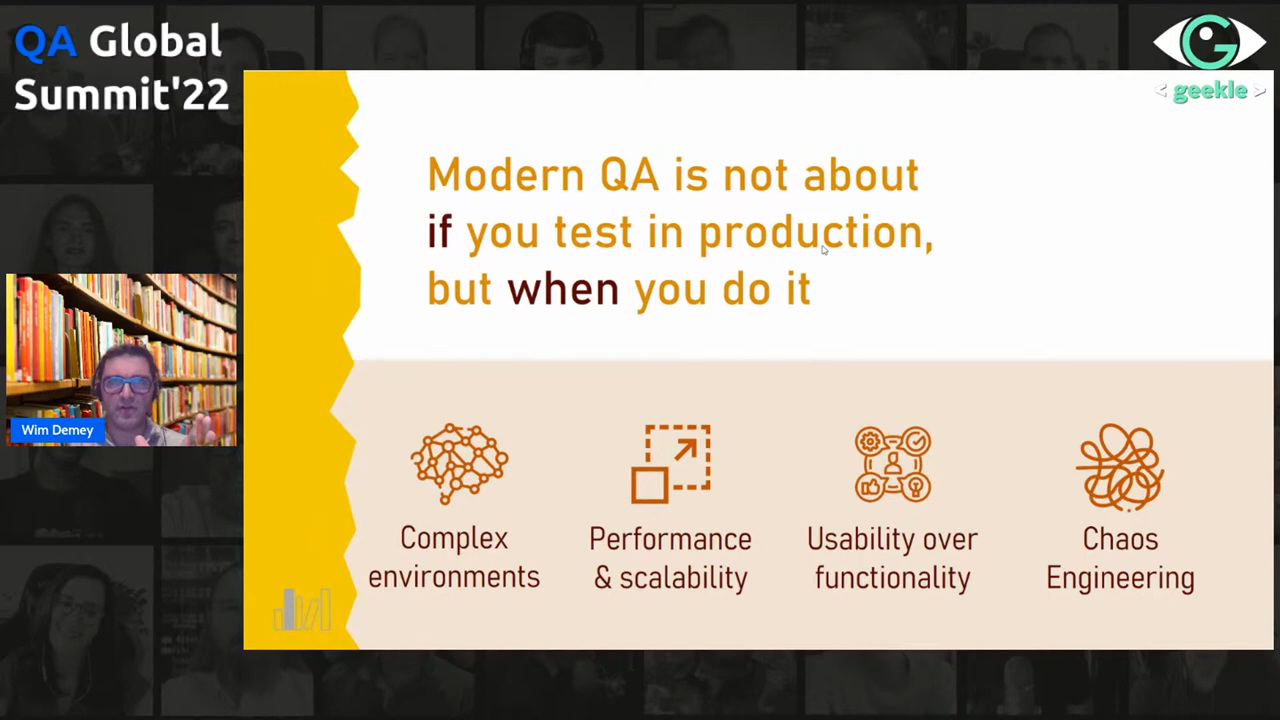 QA Global
Summit'22
< geekle >
Modern QA is not about
if you test in production,
but when you do it
Wim Demey
Complex
environments
Performance
& scalability
Usability over
functionality
Chaos
Engineering